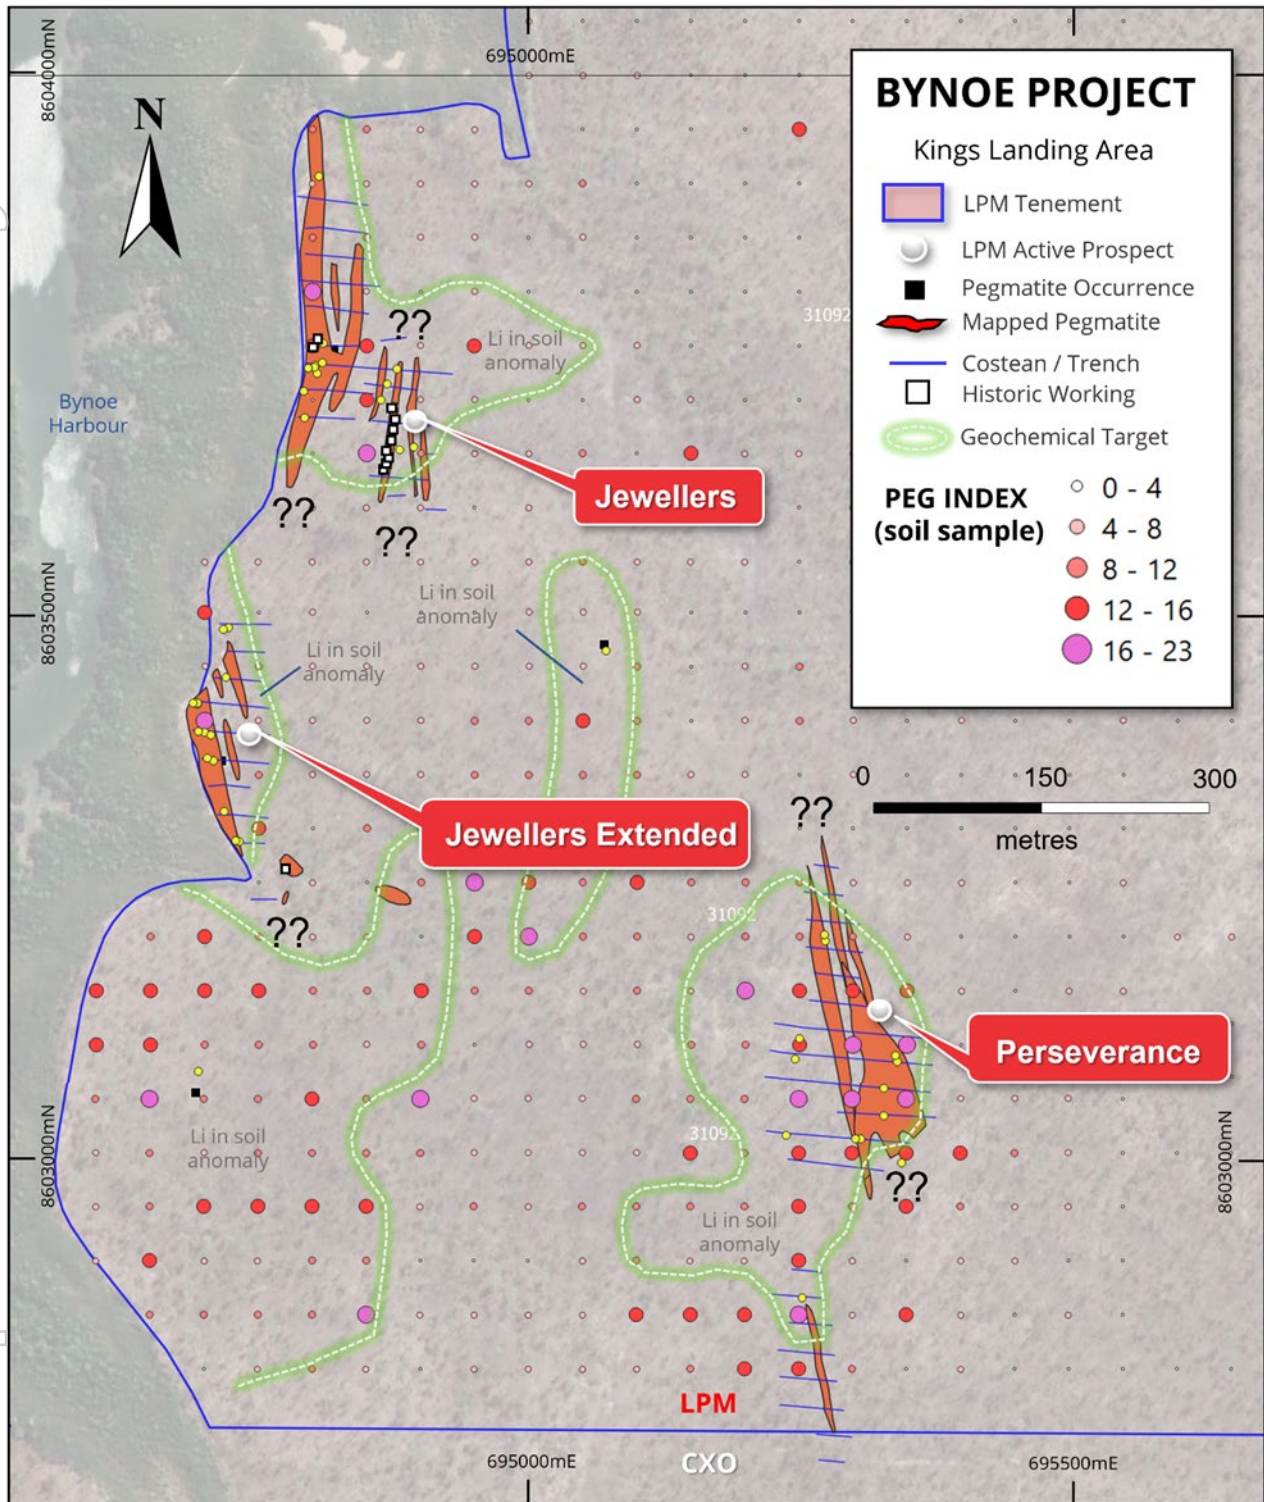 8604000mN
695000mE
N
BYNOE PROJECT
Kings Landing Area
LPM Tenement
LPM Active Prospect
Pegmatite Occurrence
Mapped Pegmatite
Costean / Trench
Historic Working
Geochemical Target
PEG INDEX
(soil sample)
0 - 4
4 - 8
8 - 12
12 - 16
16 - 23
31092
??
Li in soil
anomaly
Bynoe
Harbour
Jewellers
??
??
8603500mN
Li in soil
anomaly
Li in soil
anomaly
0 150 300
metres
Jewellers Extended
??
??
31092
Perseverance
8603000mN
8603000mN
Li in soil
anomaly
31092
??
Li in soil
anomaly
LPM
CXO
695000mE
695500mE